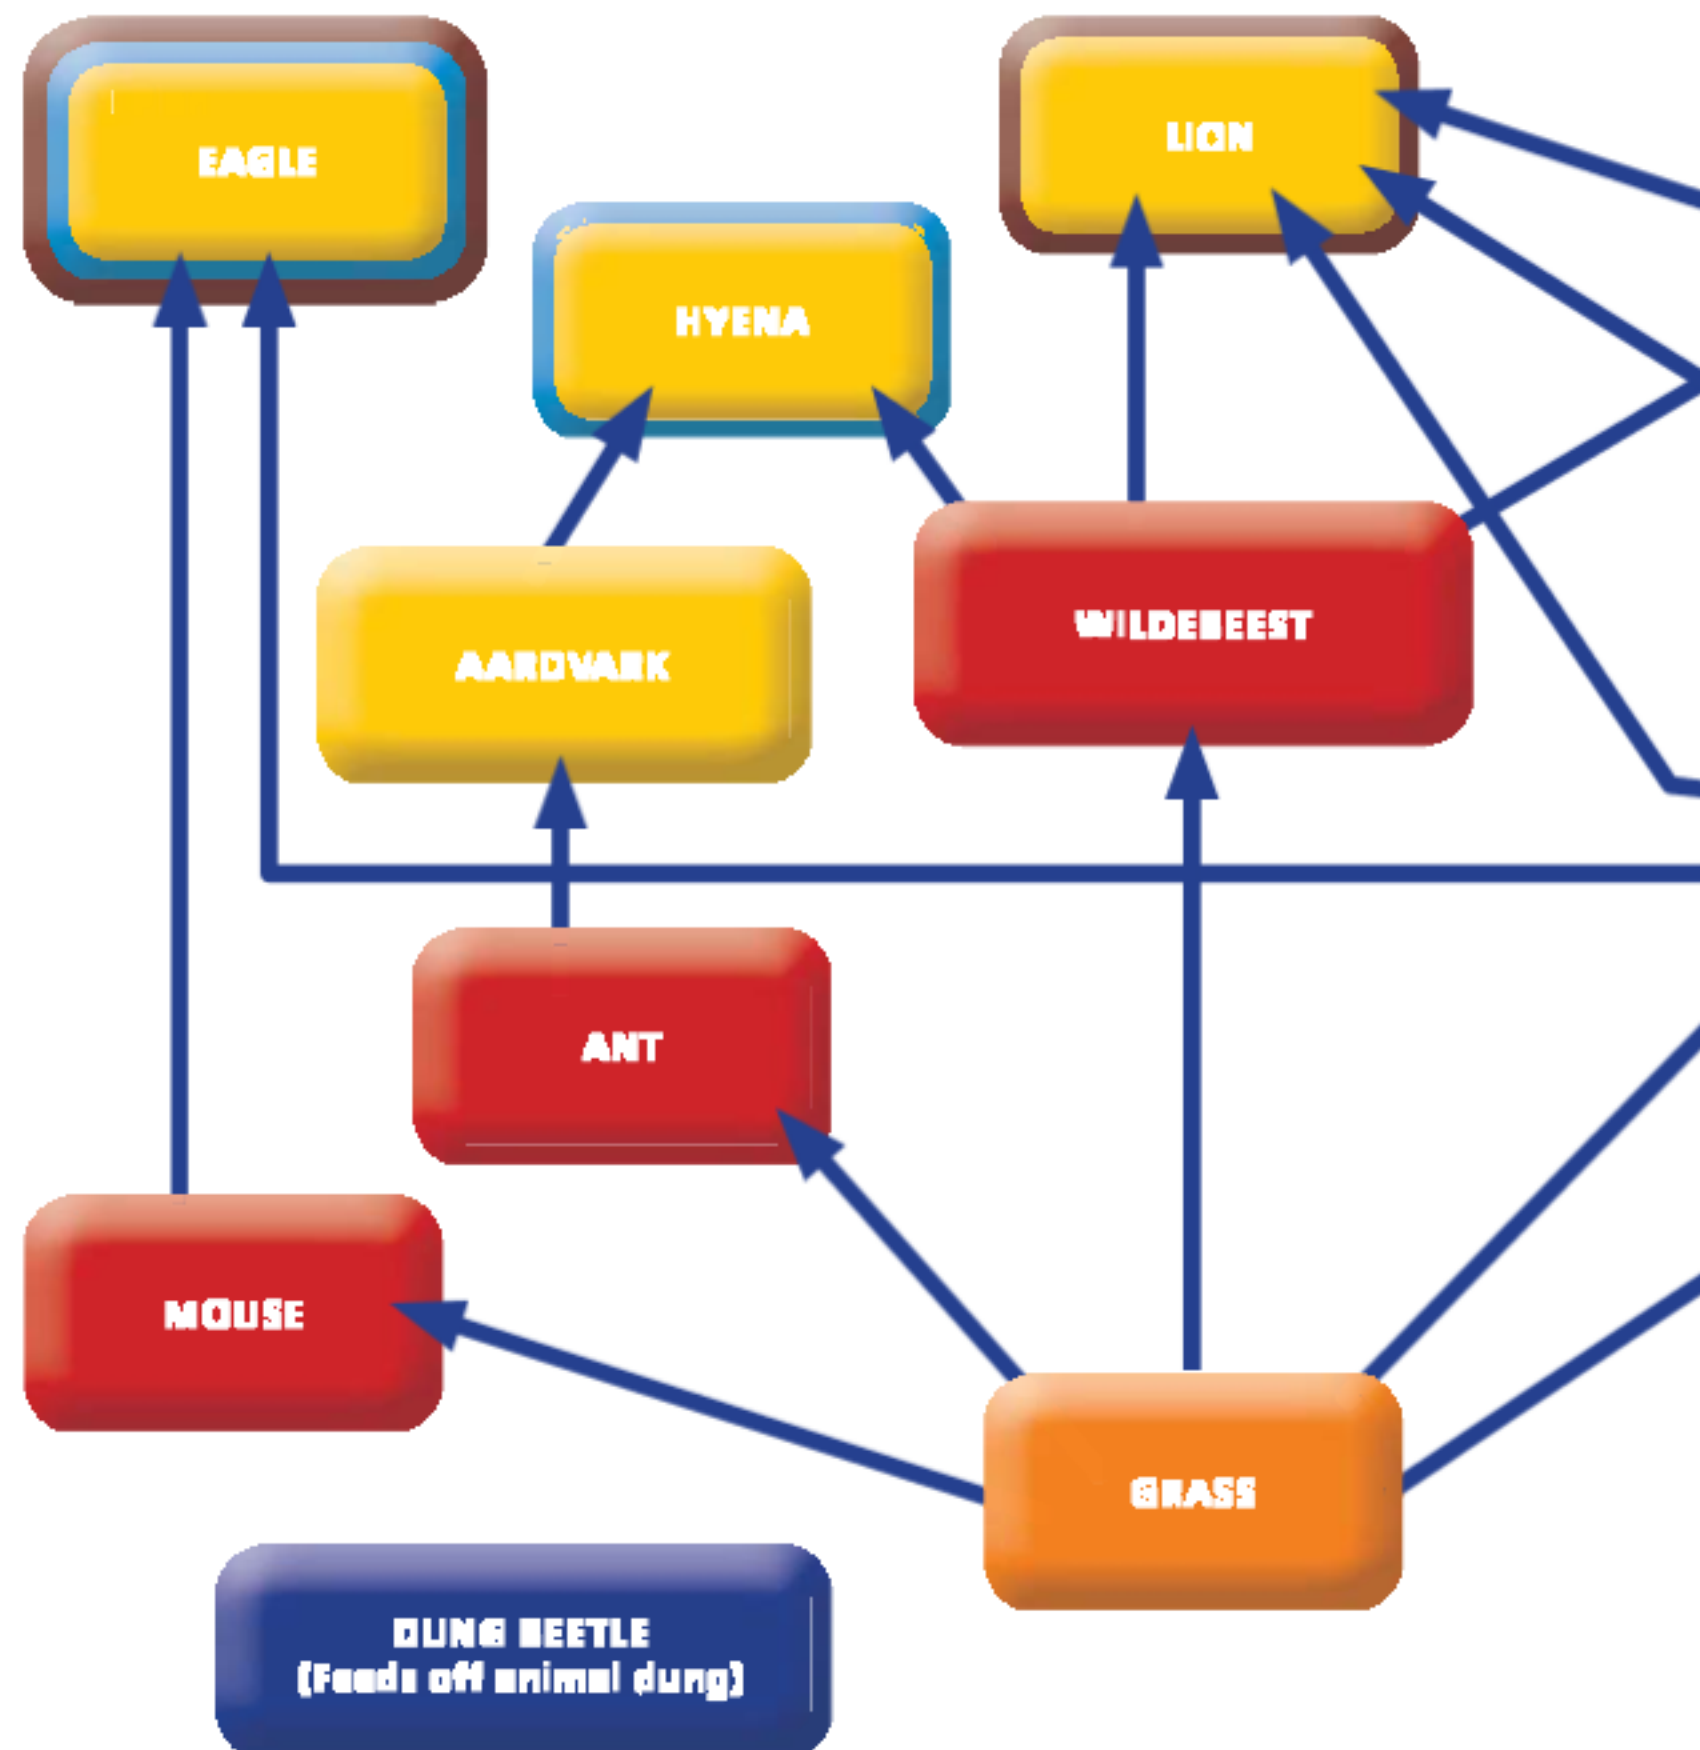 EAGLE
LION
HYENA
WILDEBEEST
AARDVARK
ANT
MOUSE
GRASS
DUNG BEETLE
(Feeds off animal dung)